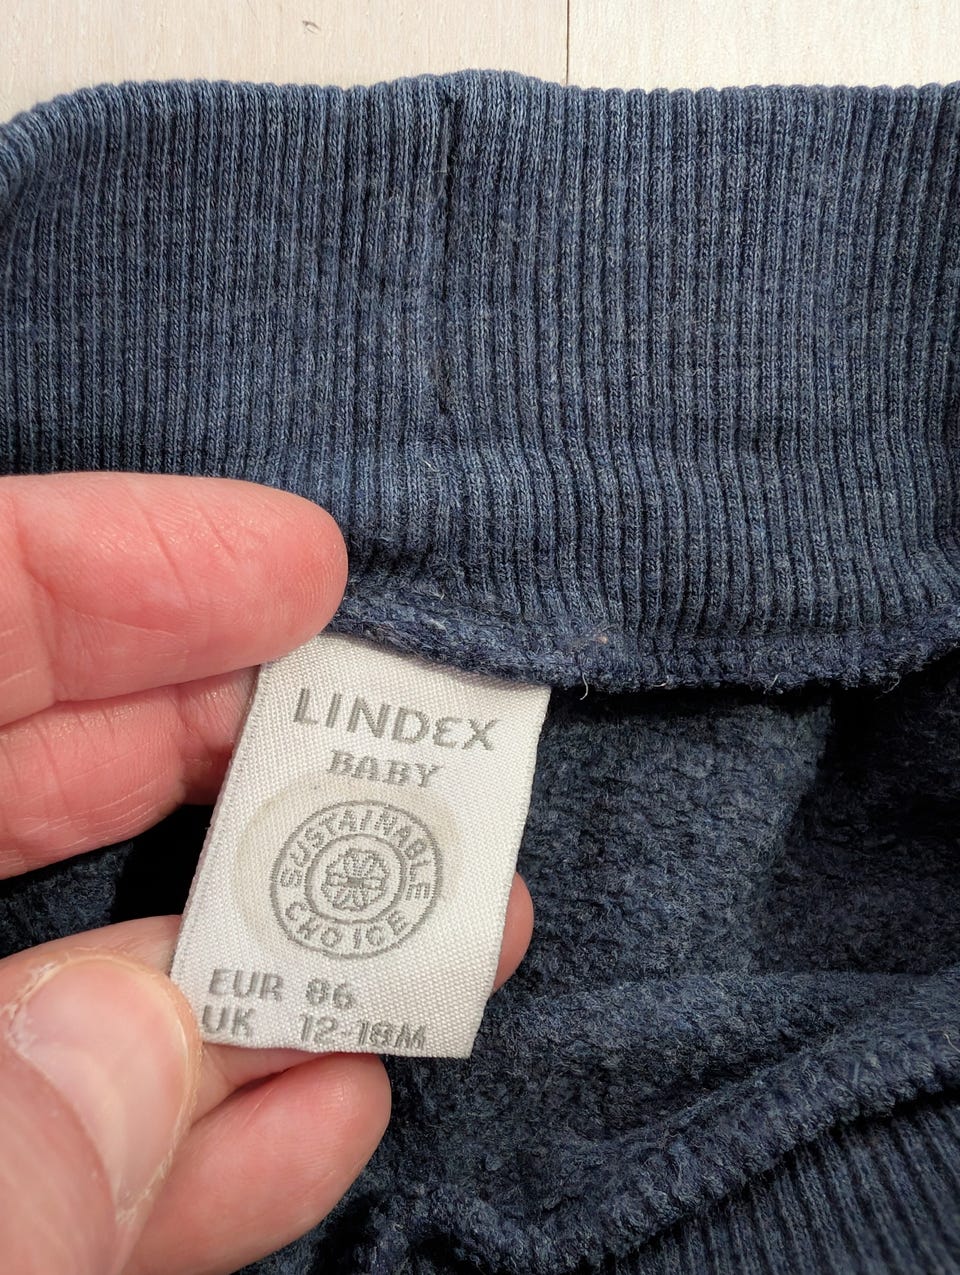 LINDEX
BABY
SUSTAINABLE
CHOICE
EUR 86
UK 12-18M